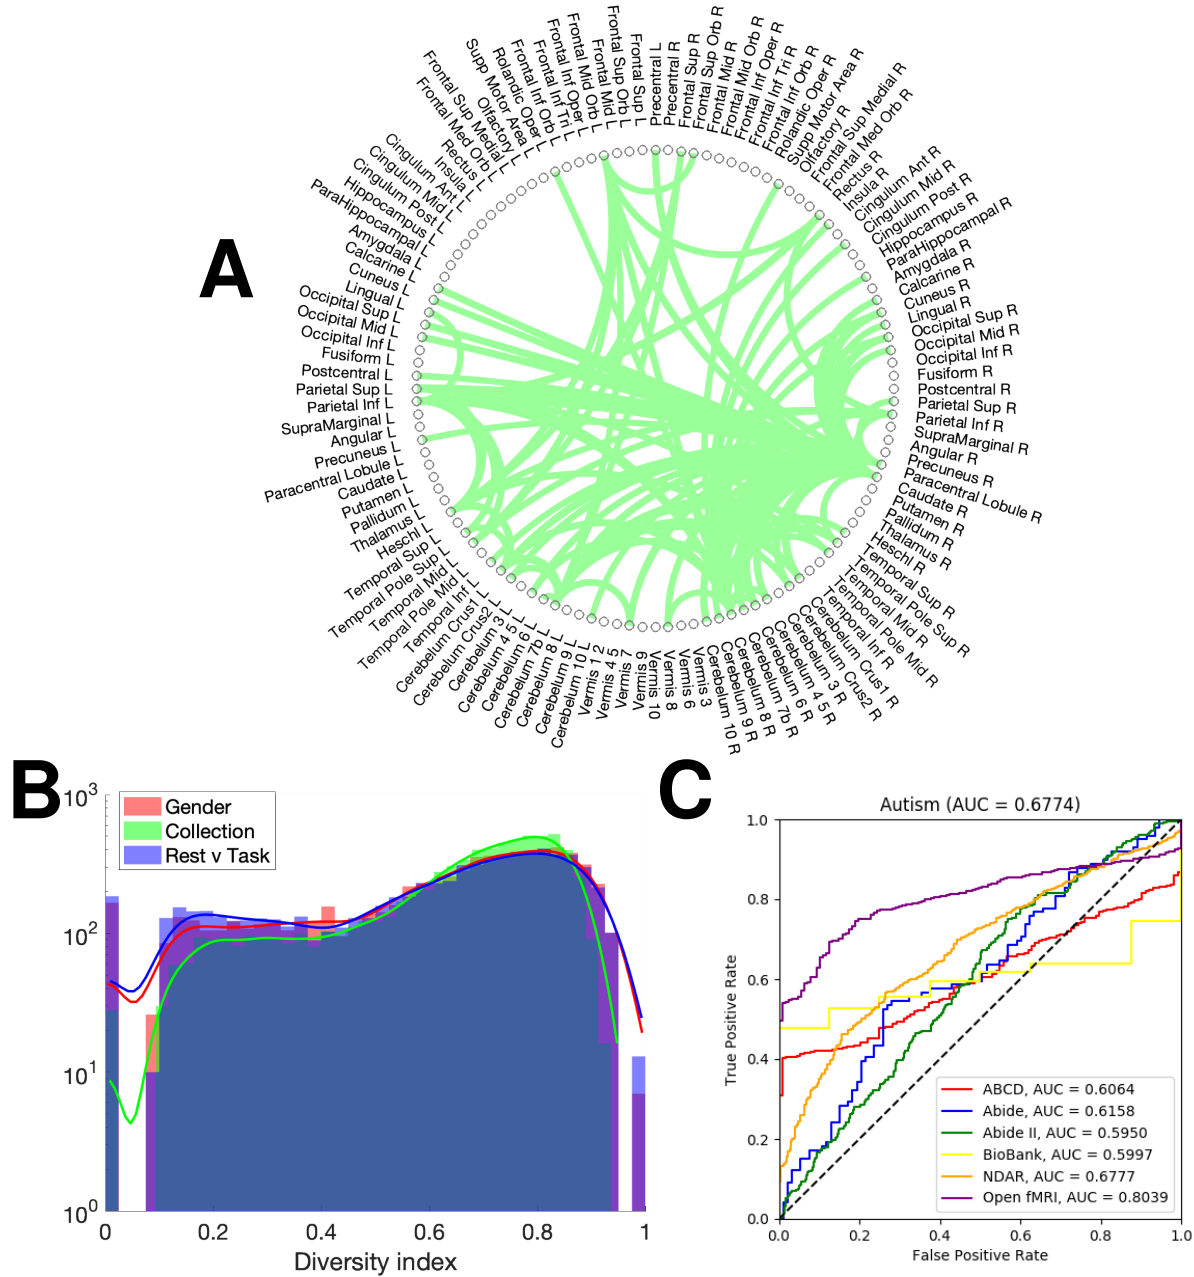 A
Precentral L
Frontal Sup L
Frontal Sup Orb L
Frontal Mid L
Frontal Mid Orb L
Frontal Inf Oper L
Frontal Inf Tri L
Frontal Inf Orb L
Rolandic Oper L
Supp Motor Area L
Olfactory L
Frontal Sup Medial L
Frontal Med Orb L
Rectus L
Insula L
Cingulum Ant L
Cingulum Mid L
Cingulum Post L
Hippocampus L
ParaHippocampal L
Amygdala L
Calcarine L
Cuneus L
Lingual L
Occipital Sup L
Occipital Mid L
Occipital Inf L
Fusiform L
Postcentral L
Parietal Sup L
Parietal Inf L
SupraMarginal L
Angular L
Precuneus L
Paracentral Lobule L
Caudate L
Putamen L
Pallidum L
Thalamus L
Heschl L
Temporal Sup L
Temporal Pole Sup L
Temporal Mid L
Temporal Pole Mid L
Temporal Inf L
Cerebelum Crus1 L
Cerebelum Crus2 L
Cerebelum 3 L
Cerebelum 4 5 L
Cerebelum 6 L
Cerebelum 7b L
Cerebelum 8 L
Cerebelum 9 L
Cerebelum 10 L
Vermis 1 2
Vermis 4 5
Vermis 7
Vermis 9
Precentral R
Frontal Sup R
Frontal Sup Orb R
Frontal Mid R
Frontal Mid Orb R
Frontal Inf Oper R
Frontal Inf Tri R
Frontal Inf Orb R
Rolandic Oper R
Supp Motor Area R
Olfactory R
Frontal Sup Medial R
Frontal Med Orb R
Rectus R
Insula R
Cingulum Ant R
Cingulum Mid R
Cingulum Post R
Hippocampus R
ParaHippocampal R
Amygdala R
Calcarine R
Cuneus R
Lingual R
Occipital Sup R
Occipital Mid R
Occipital Inf R
Fusiform R
Postcentral R
Parietal Sup R
Parietal Inf R
SupraMarginal R
Angular R
Precuneus R
Paracentral Lobule R
Caudate R
Putamen R
Pallidum R
Thalamus R
Heschl R
Temporal Sup R
Temporal Pole Sup R
Temporal Mid R
Temporal Pole Mid R
Temporal Inf R
Cerebelum Crus1 R
Cerebelum Crus2 R
Cerebelum 3 R
Cerebelum 4 5 R
Cerebelum 6 R
Cerebelum 7b R
Cerebelum 8 R
Cerebelum 9 R
Cerebelum 10 R
Vermis 3
Vermis 6
Vermis 8
Vermis 10
B
10³
10²
10¹
10⁰
Gender
Collection
Rest v Task
0 0.2 0.4 0.6 0.8 1
Diversity index
C
Autism (AUC = 0.6774)
True Positive Rate
1.0
0.8
0.6
0.4
0.2
0.0
ABCD, AUC = 0.6064
Abide, AUC = 0.6158
Abide II, AUC = 0.5950
BioBank, AUC = 0.5997
NDAR, AUC = 0.6777
Open fMRI, AUC = 0.8039
0.0 0.2 0.4 0.6 0.8 1.0
False Positive Rate